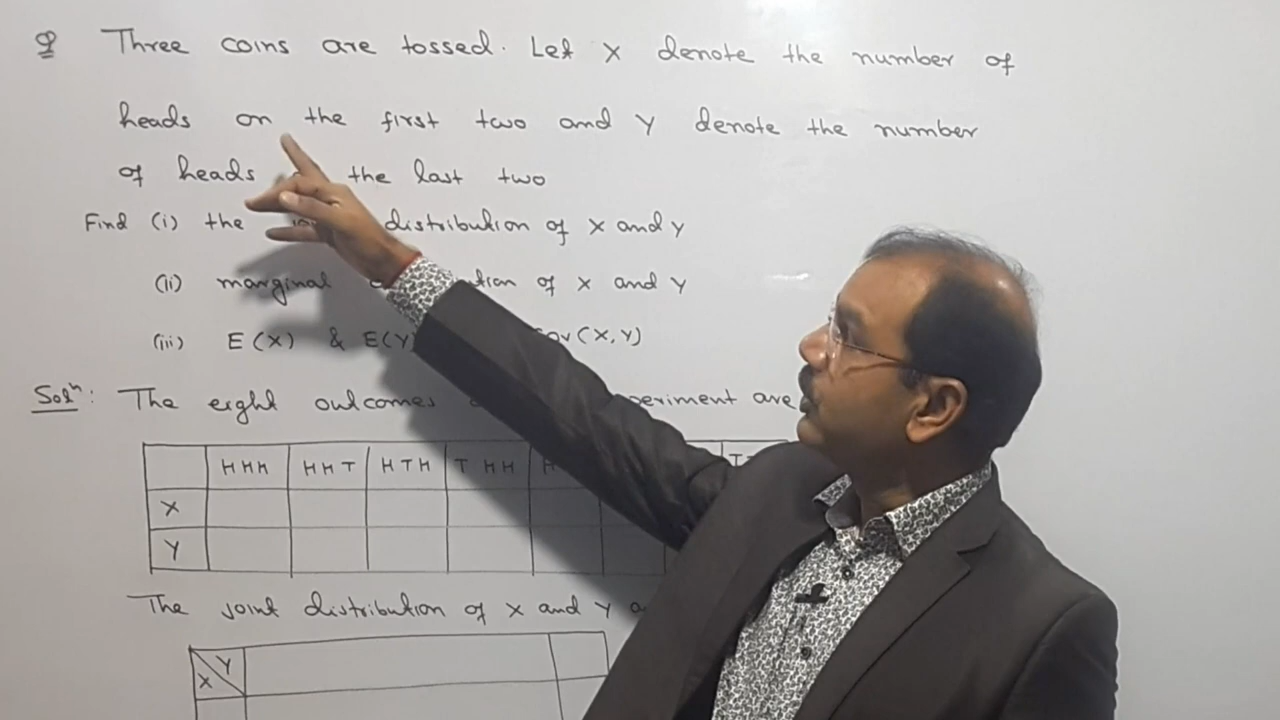 Q Three coins are tossed. Let X denote the number of
heads on the first two and Y denote the number
of heads the last two
Find (i) the distribution of X and Y
(ii) marginal of X and Y
(iii) E(X) & E(Y) (X,Y)
Solⁿ: The eight outcomes are
HHH HHT HTH THH
X
Y
The joint distribution of X and Y
Y
X